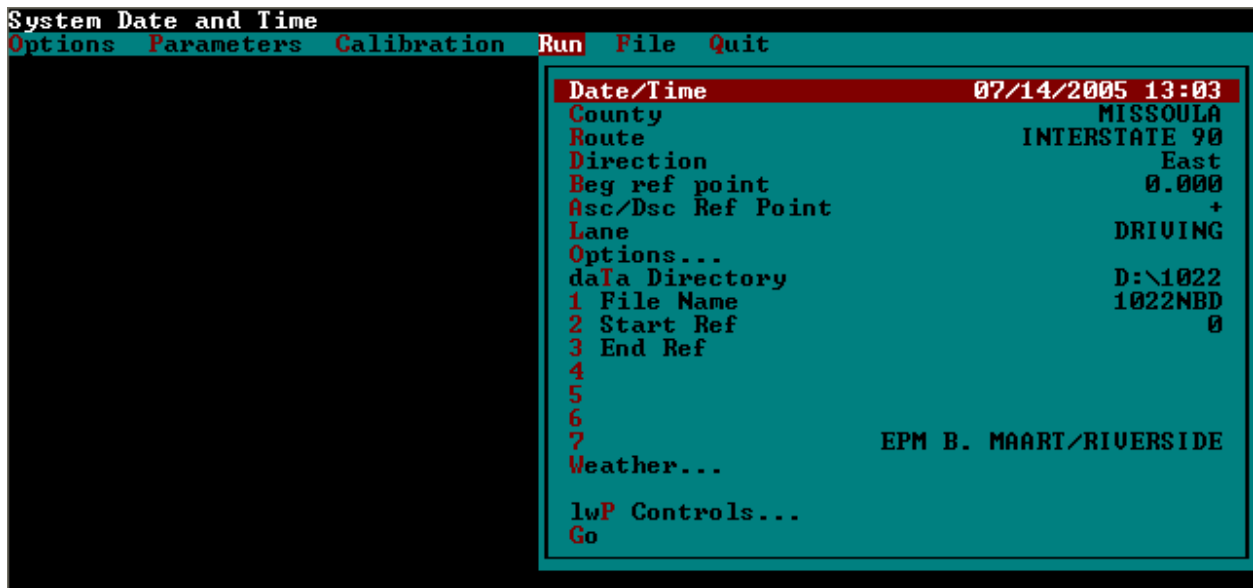 System Date and Time
Options Parameters Calibration Run File Quit
Date/Time 07/14/2005 13:03
County MISSOULA
Route INTERSTATE 90
Direction East
Beg ref point 0.000
Asc/Dsc Ref Point +
Lane DRIVING
Options...
daTa Directory D:\1022
1 File Name 1022NBD
2 Start Ref 0
3 End Ref
4
5
6
7 EPM B. MAART/RIVERSIDE
Weather...
lwP Controls...
Go